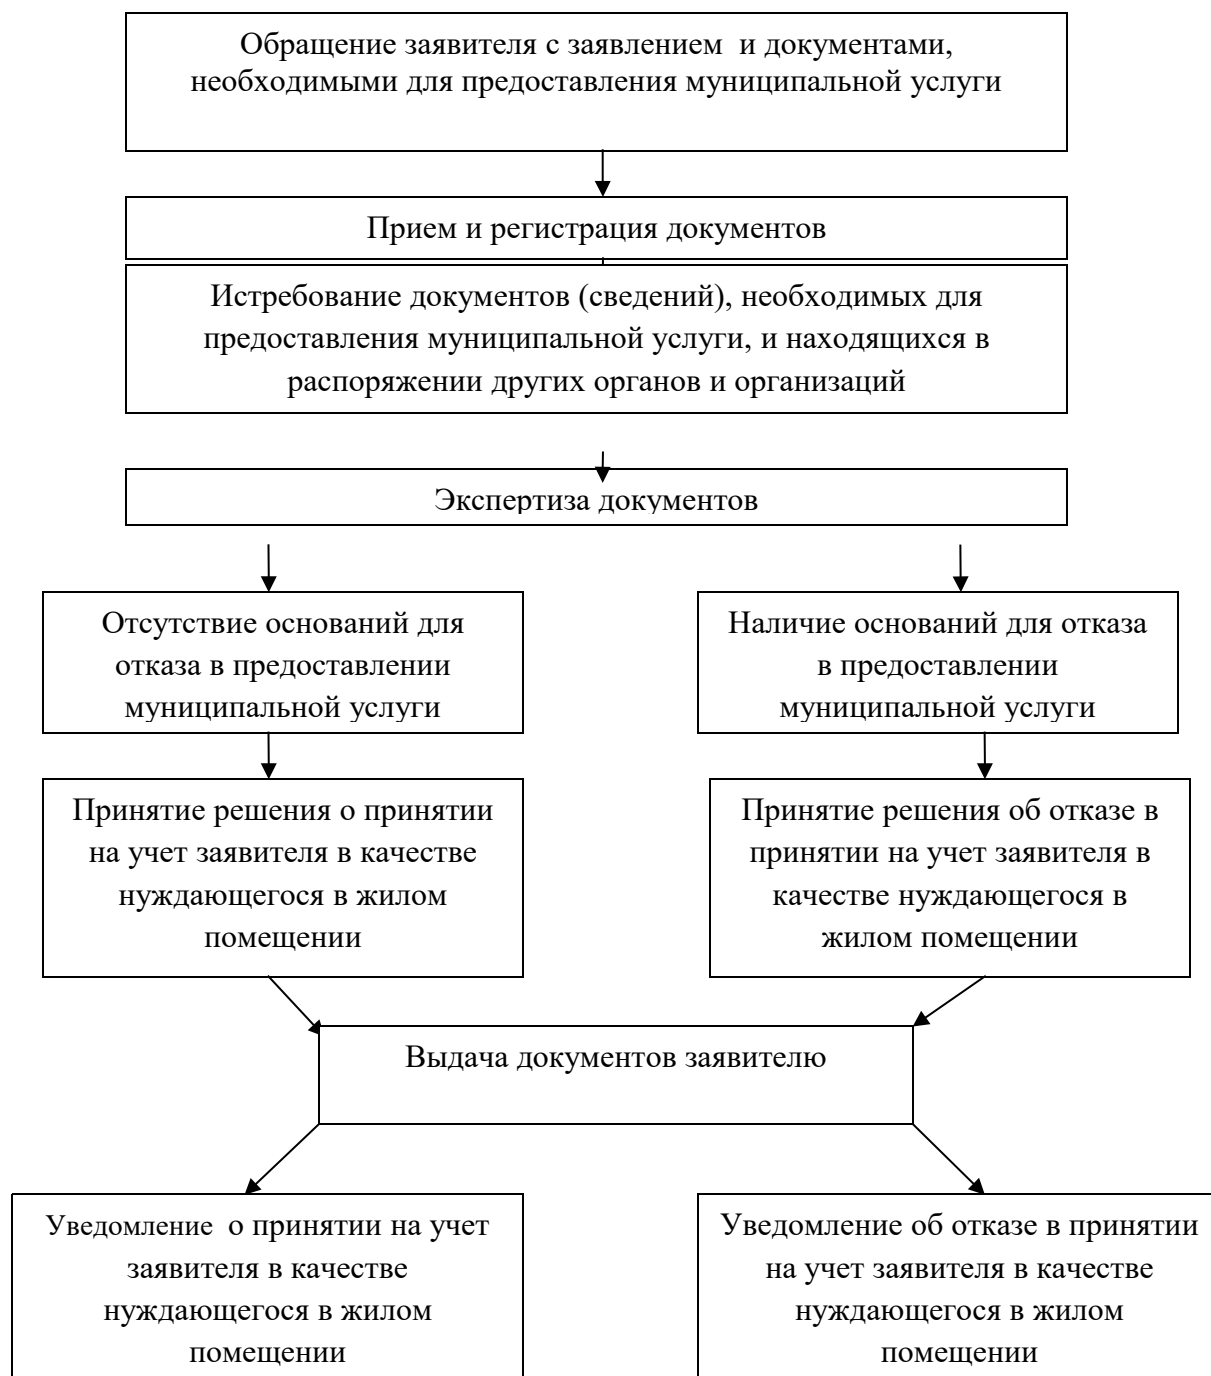 Обращение заявителя с заявлением  и документами,
необходимыми для предоставления муниципальной услуги
Прием и регистрация документов
Истребование документов (сведений), необходимых для
предоставления муниципальной услуги, и находящихся в
распоряжении других органов и организаций
Экспертиза документов
Отсутствие оснований для
отказа в предоставлении
муниципальной услуги
Наличие оснований для отказа
в предоставлении
муниципальной услуги
Принятие решения о принятии
на учет заявителя в качестве
нуждающегося в жилом
помещении
Принятие решения об отказе в
принятии на учет заявителя в
качестве нуждающегося в
жилом помещении
Выдача документов заявителю
Уведомление  о принятии на учет
заявителя в качестве
нуждающегося в жилом
помещении
Уведомление об отказе в принятии
на учет заявителя в качестве
нуждающегося в жилом
помещении